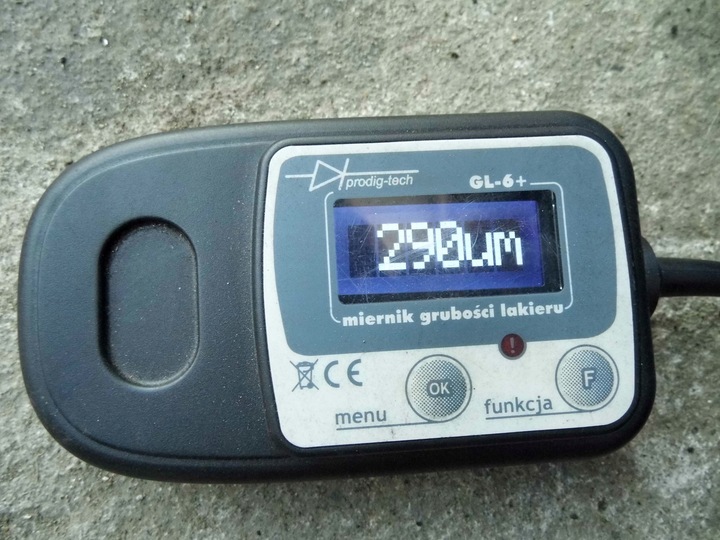 prodig-tech
GL-6+
290um
miernik grubości lakieru
!
CE
OK
F
menu
funkcja